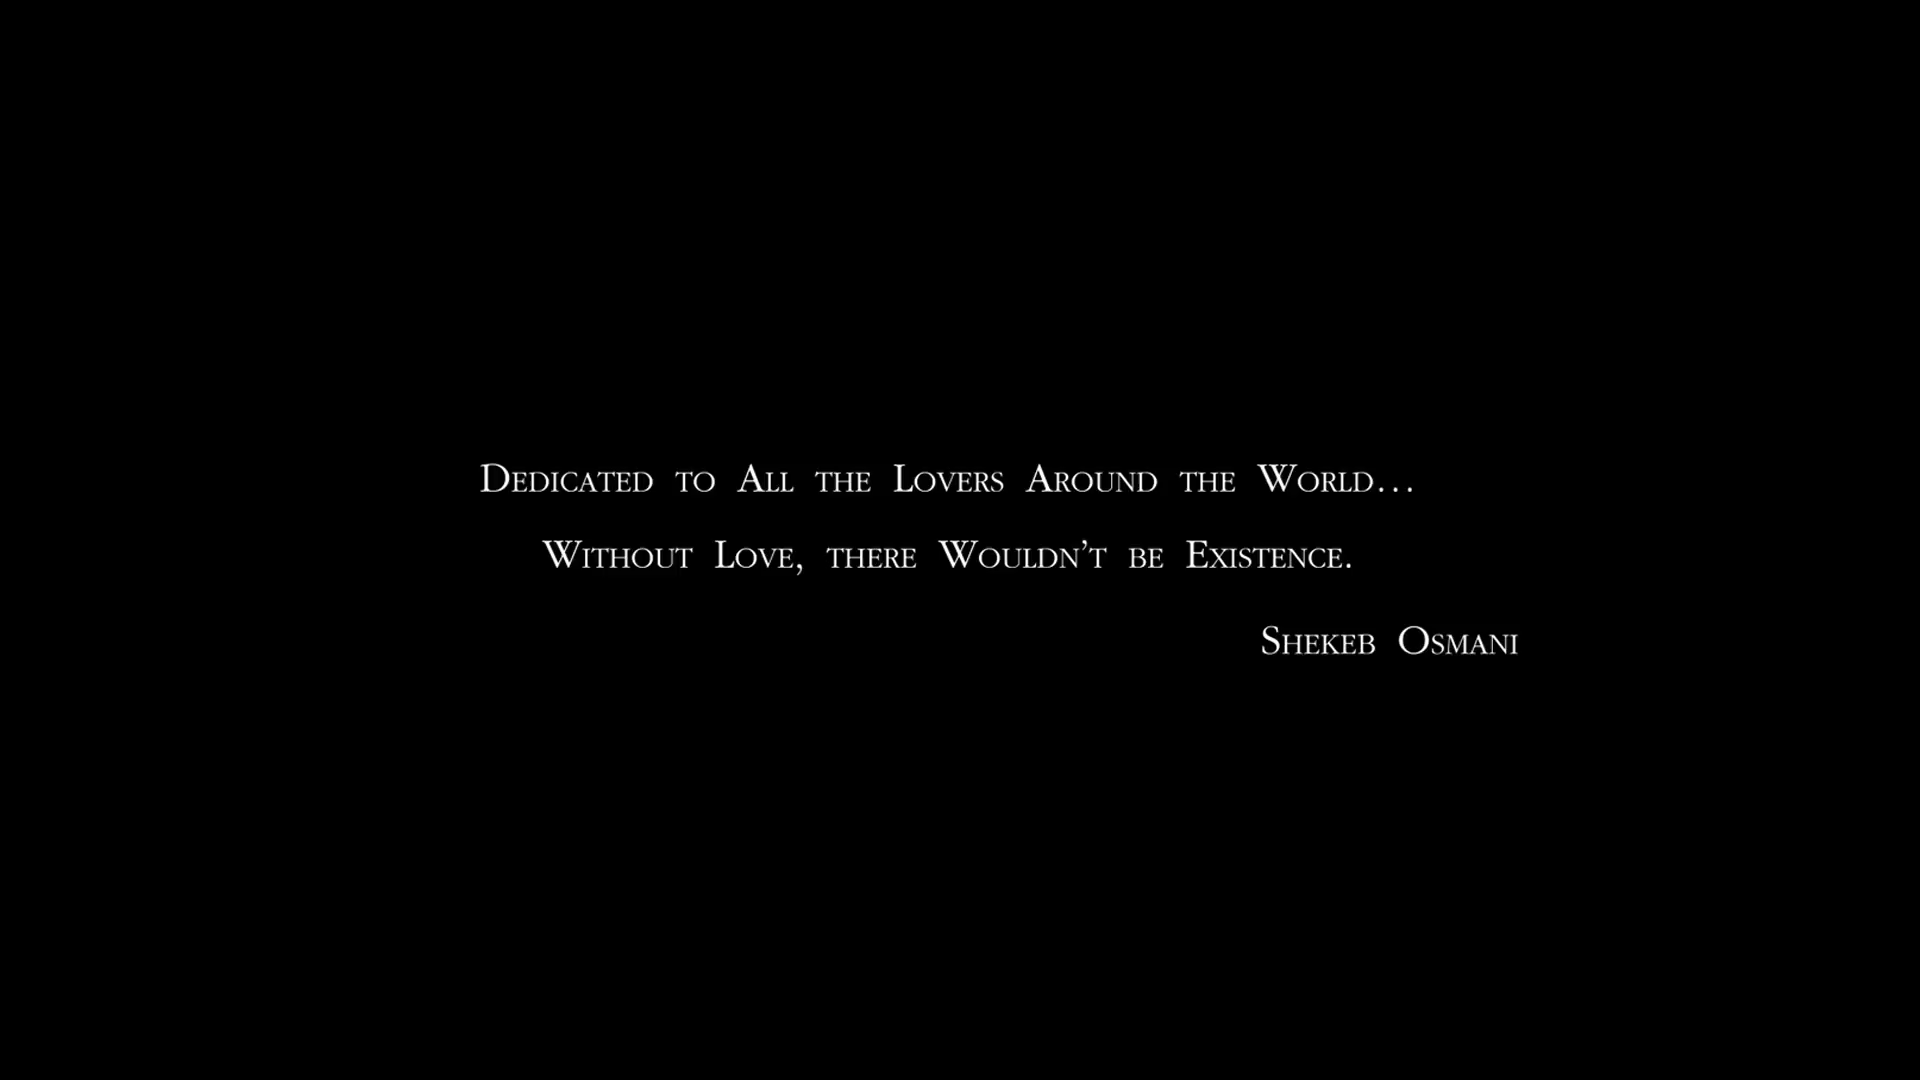 Dedicated to All the Lovers Around the World...
Without Love, there Wouldn't be Existence.
Shekeb Osmani